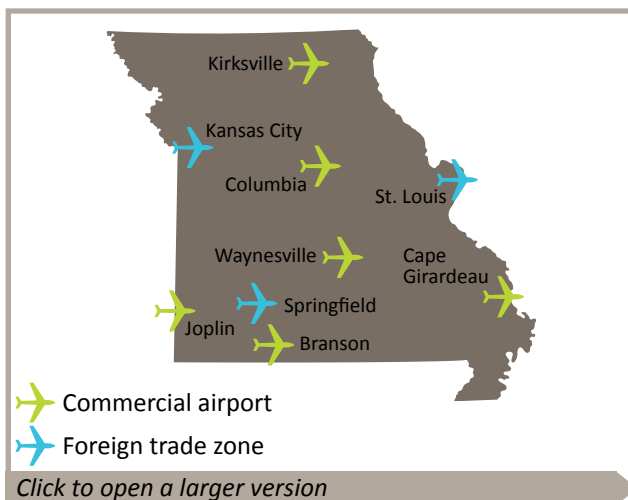 Kirksville
Kansas City
Columbia
St. Louis
Waynesville
Cape
Girardeau
Springfield
Joplin
Branson
Commercial airport
Foreign trade zone
Click to open a larger version